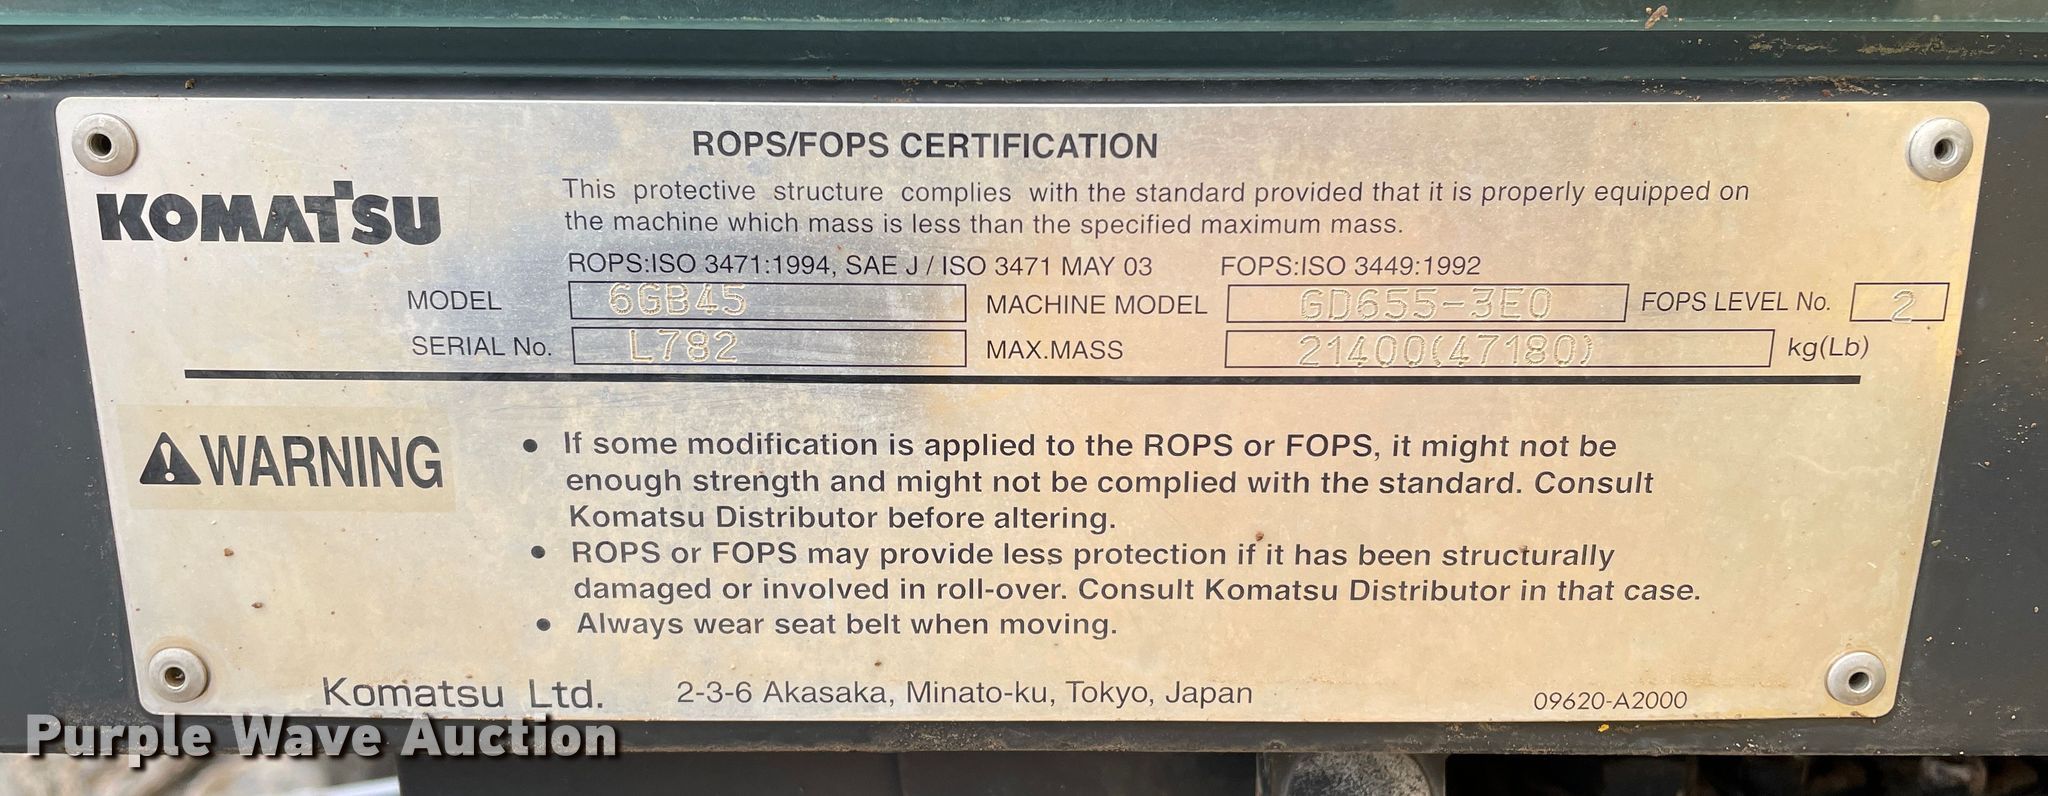 ROPS/FOPS CERTIFICATION
KOMATSU
This protective structure complies with the standard provided that it is properly equipped on
the machine which mass is less than the specified maximum mass.
ROPS:ISO 3471:1994, SAE J / ISO 3471 MAY 03 FOPS:ISO 3449:1992
MODEL 6GB45 MACHINE MODEL GD655-3E0 FOPS LEVEL No. 2
SERIAL No. L782 MAX.MASS 21400(47180) kg(Lb)
WARNING
• If some modification is applied to the ROPS or FOPS, it might not be
enough strength and might not be complied with the standard. Consult
Komatsu Distributor before altering.
• ROPS or FOPS may provide less protection if it has been structurally
damaged or involved in roll-over. Consult Komatsu Distributor in that case.
• Always wear seat belt when moving.
Komatsu Ltd. 2-3-6 Akasaka, Minato-ku, Tokyo, Japan 09620-A2000
Purple Wave Auction